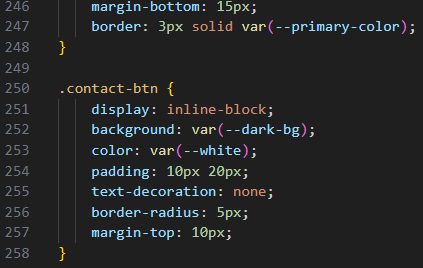 246 margin-bottom: 15px;
247 border: 3px solid var(--primary-color);
248 }
249
250 .contact-btn {
251 display: inline-block;
252 background: var(--dark-bg);
253 color: var(--white);
254 padding: 10px 20px;
255 text-decoration: none;
256 border-radius: 5px;
257 margin-top: 10px;
258 }